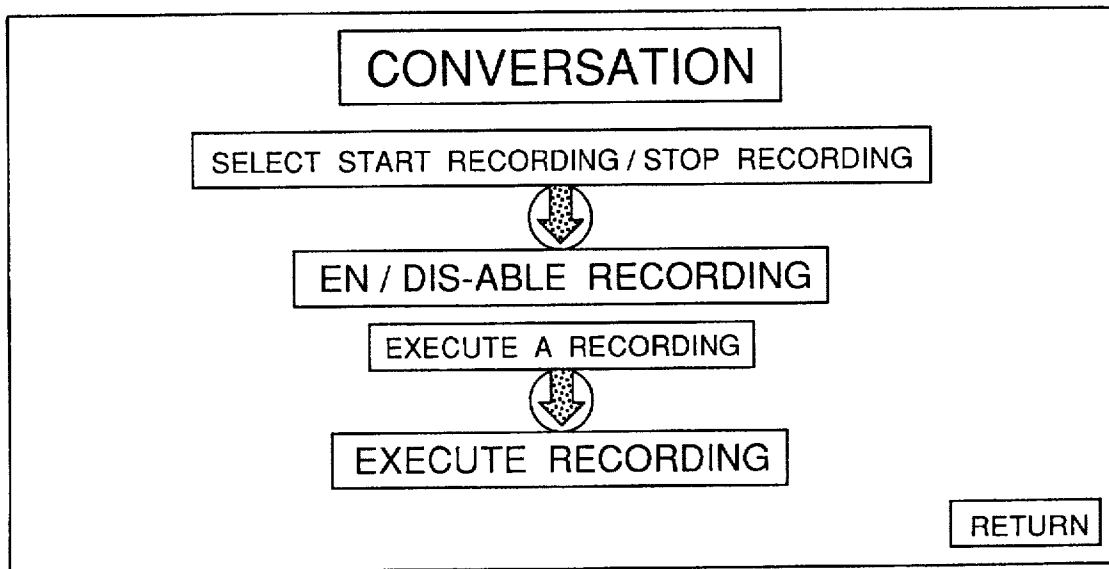 CONVERSATION
SELECT START RECORDING / STOP RECORDING
EN / DIS-ABLE RECORDING
EXECUTE A RECORDING
EXECUTE RECORDING
RETURN